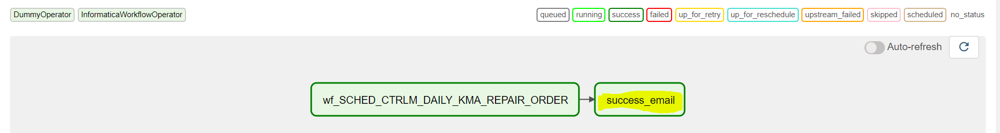 DummyOperator InformaticaWorkflowOperator queued running success failed up_for_retry up_for_reschedule upstream_failed skipped scheduled no_status
Auto-refresh
wf_SCHED_CTRLM_DAILY_KMA_REPAIR_ORDER success_email